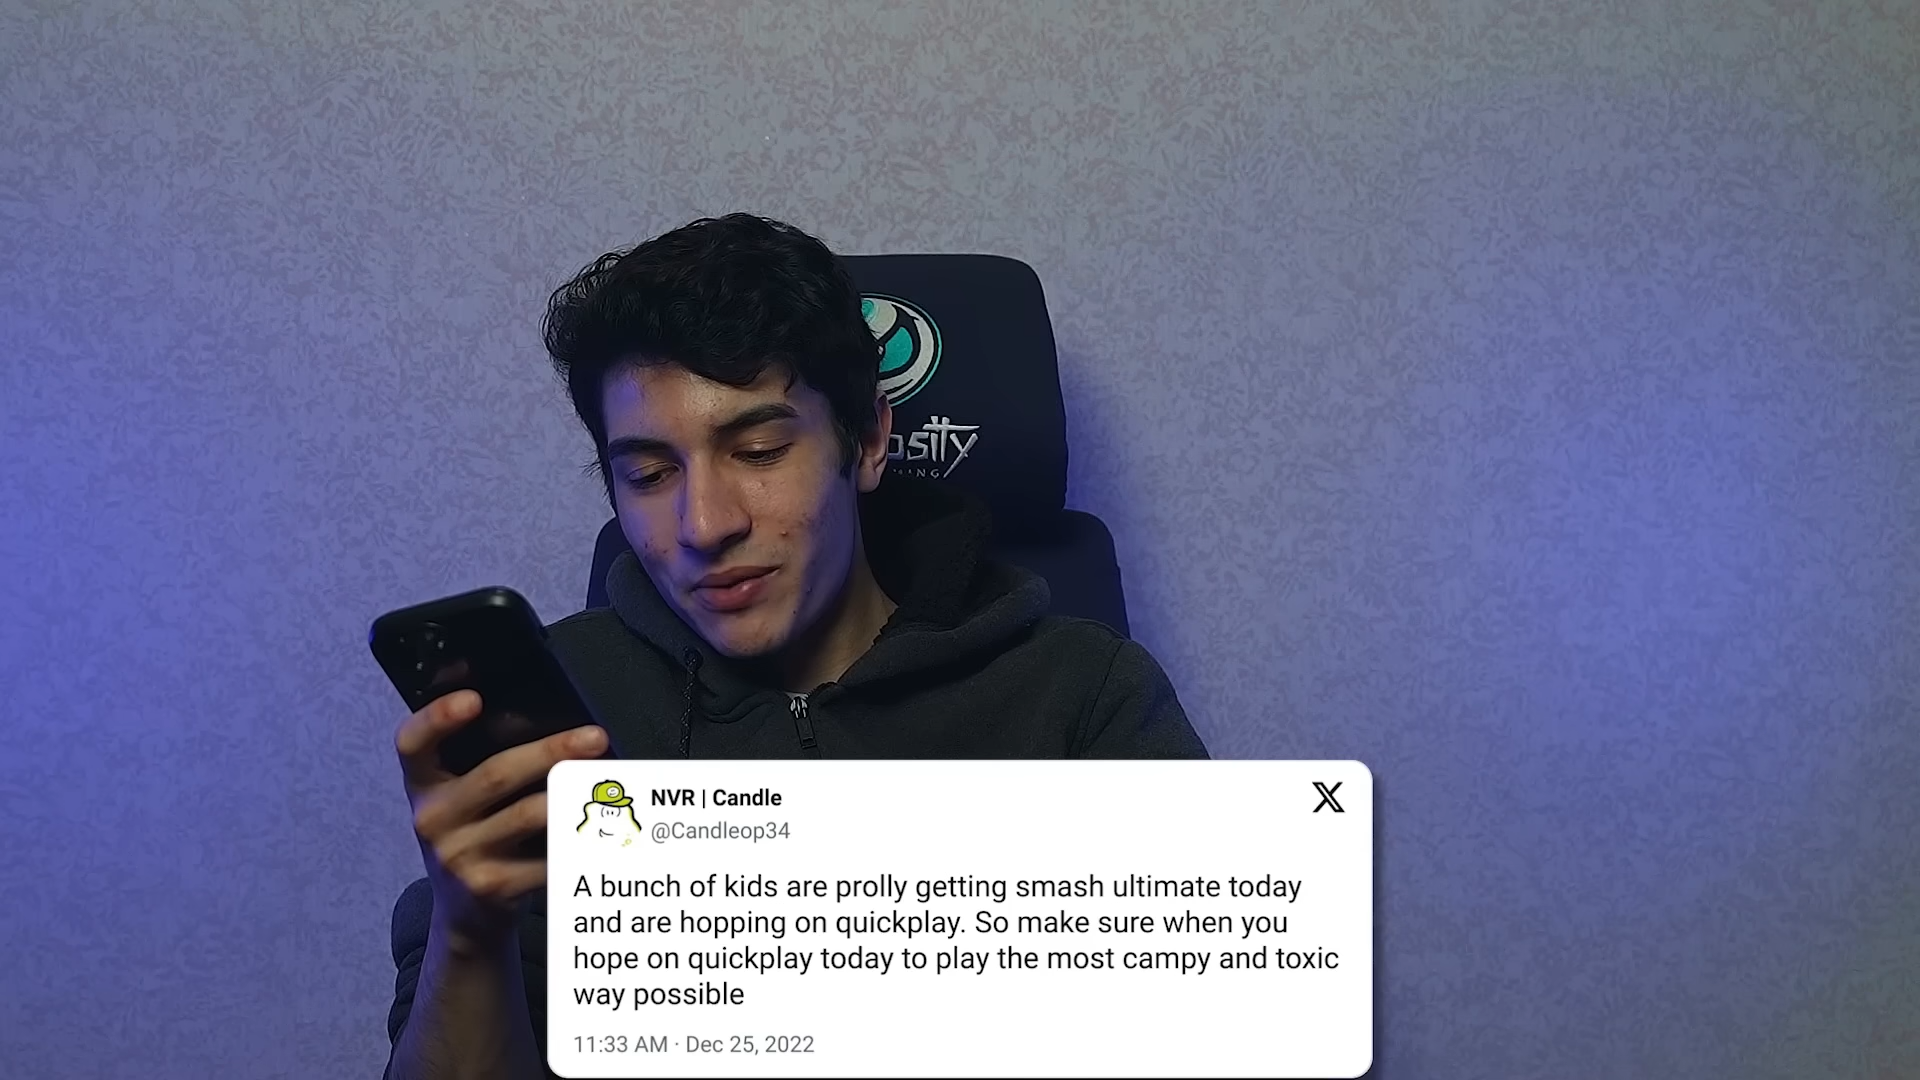 osity
ING
NVR | Candle
@Candleop34
A bunch of kids are prolly getting smash ultimate today
and are hopping on quickplay. So make sure when you
hope on quickplay today to play the most campy and toxic
way possible
11:33 AM · Dec 25, 2022